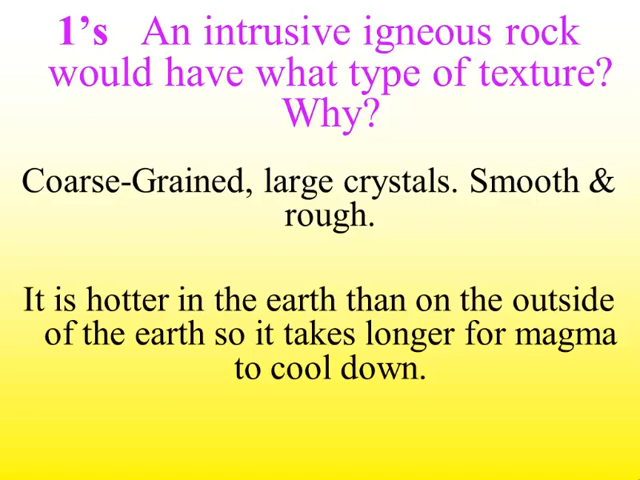 1’s An intrusive igneous rock
would have what type of texture?
Why?
Coarse-Grained, large crystals. Smooth &
rough.
It is hotter in the earth than on the outside
of the earth so it takes longer for magma
to cool down.